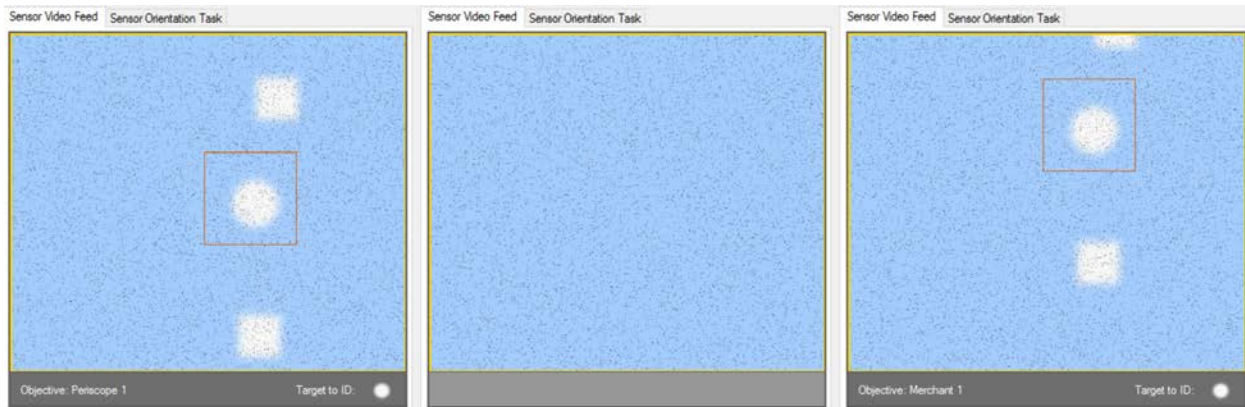 Sensor Video Feed Sensor Orientation Task
Objective: Periscope 1 Target to ID:
Sensor Video Feed Sensor Orientation Task
Sensor Video Feed Sensor Orientation Task
Objective: Merchant 1 Target to ID: